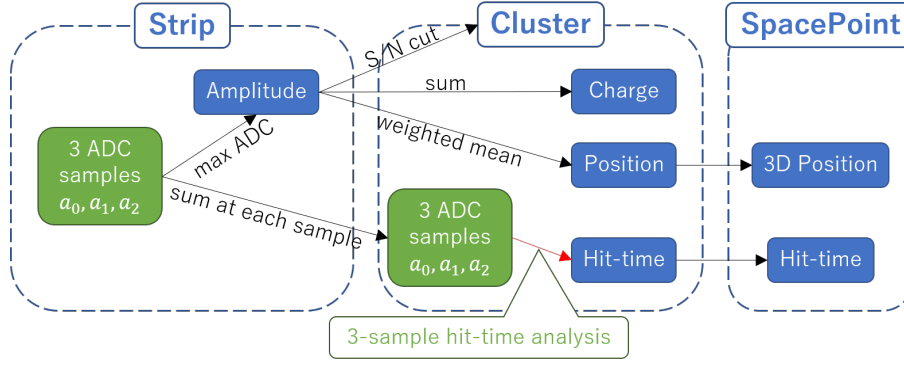 Strip
Cluster
SpacePoint
S/N cut
Amplitude
sum
Charge
max ADC
weighted mean
3 ADC
samples
a₀, a₁, a₂
Position
3D Position
sum at each sample
3 ADC
samples
a₀, a₁, a₂
Hit-time
Hit-time
3-sample hit-time analysis